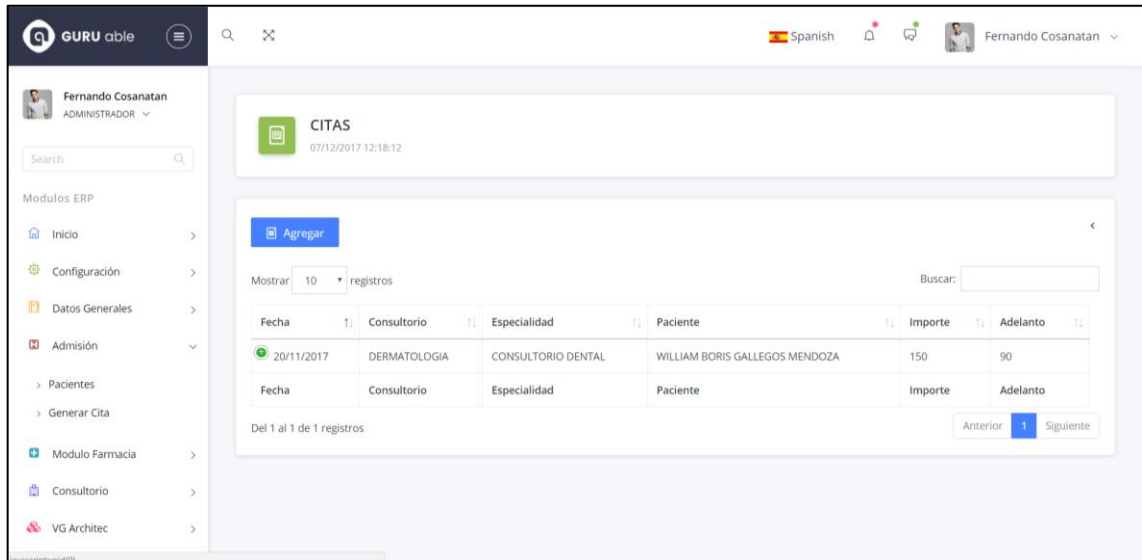 GURU able
Spanish
Fernando Cosanatan
Fernando Cosanatan
ADMINISTRADOR
Search
Modulos ERP
Inicio
Configuración
Datos Generales
Admisión
Pacientes
Generar Cita
Modulo Farmacia
Consultorio
VG Architec
CITAS
07/12/2017 12:18:12
Agregar
Mostrar 10 registros
Buscar:
Fecha Consultorio Especialidad Paciente Importe Adelanto
20/11/2017 DERMATOLOGIA CONSULTORIO DENTAL WILLIAM BORIS GALLEGOS MENDOZA 150 90
Fecha Consultorio Especialidad Paciente Importe Adelanto
Del 1 al 1 de 1 registros
Anterior 1 Siguiente